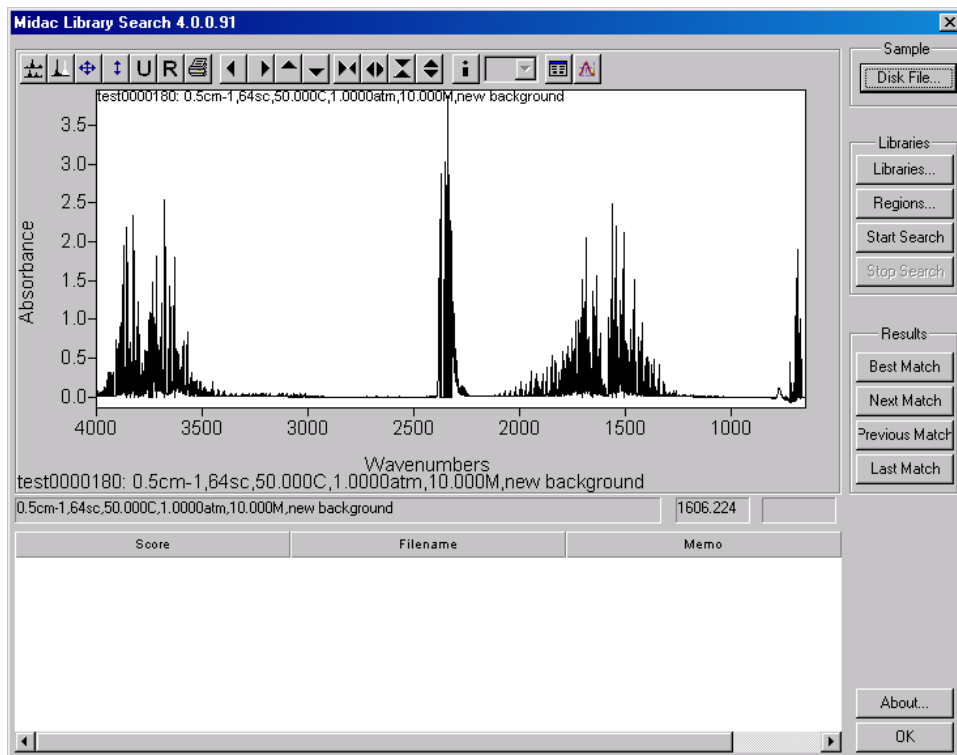 Midac Library Search 4.0.0.91
Sample
Disk File...
U R i
test0000180: 0.5cm-1,64sc,50.000C,1.0000atm,10.000M,new background
Absorbance
3.5
3.0
2.5
2.0
1.5
1.0
0.5
0.0
4000 3500 3000 2500 2000 1500 1000
Wavenumbers
test0000180: 0.5cm-1,64sc,50.000C,1.0000atm,10.000M,new background
Libraries
Libraries...
Regions...
Start Search
Stop Search
Results
Best Match
Next Match
Previous Match
Last Match
0.5cm-1,64sc,50.000C,1.0000atm,10.000M,new background 1606.224
Score Filename Memo
About...
OK